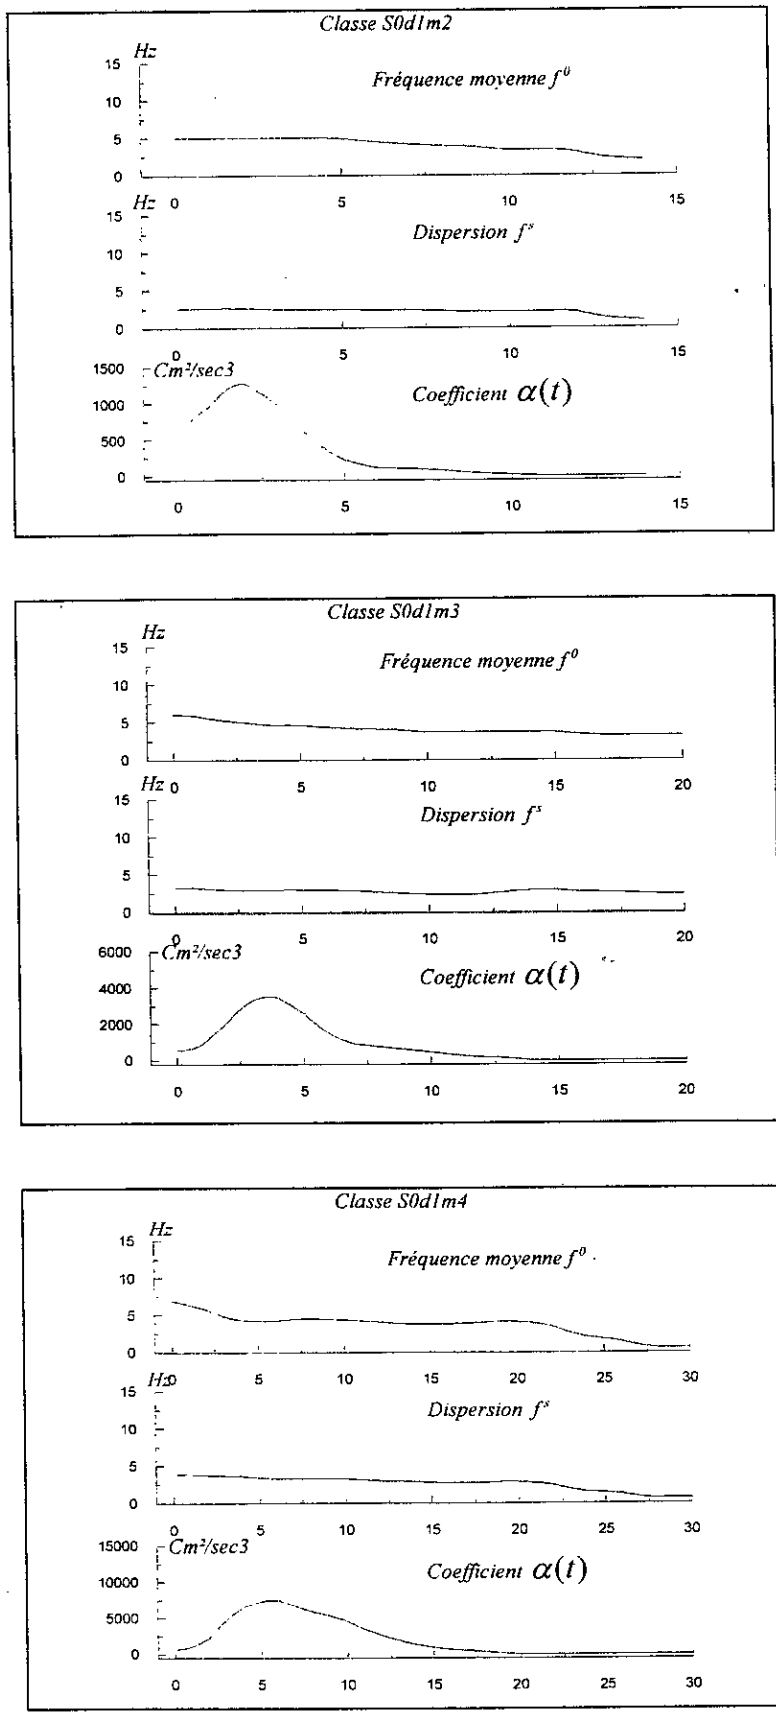 Classe S0d1m2
Hz
15
Fréquence moyenne f⁰
10
5
0
0 5 10 15
Hz
15
Dispersion fˢ
10
5
0
0 5 10 15
1500 Cm²/sec3
Coefficient α(t)
1000
500
0
0 5 10 15
Classe S0d1m3
Hz
15
Fréquence moyenne f⁰
10
5
0
0 5 10 15 20
Hz
15
Dispersion fˢ
10
5
0
0 5 10 15 20
6000 Cm²/sec3
Coefficient α(t)
4000
2000
0
0 5 10 15 20
Classe S0d1m4
Hz
15
Fréquence moyenne f⁰
10
5
0
0 5 10 15 20 25 30
Hz
15
Dispersion fˢ
10
5
0
0 5 10 15 20 25 30
15000 Cm²/sec3
Coefficient α(t)
10000
5000
0
0 5 10 15 20 25 30